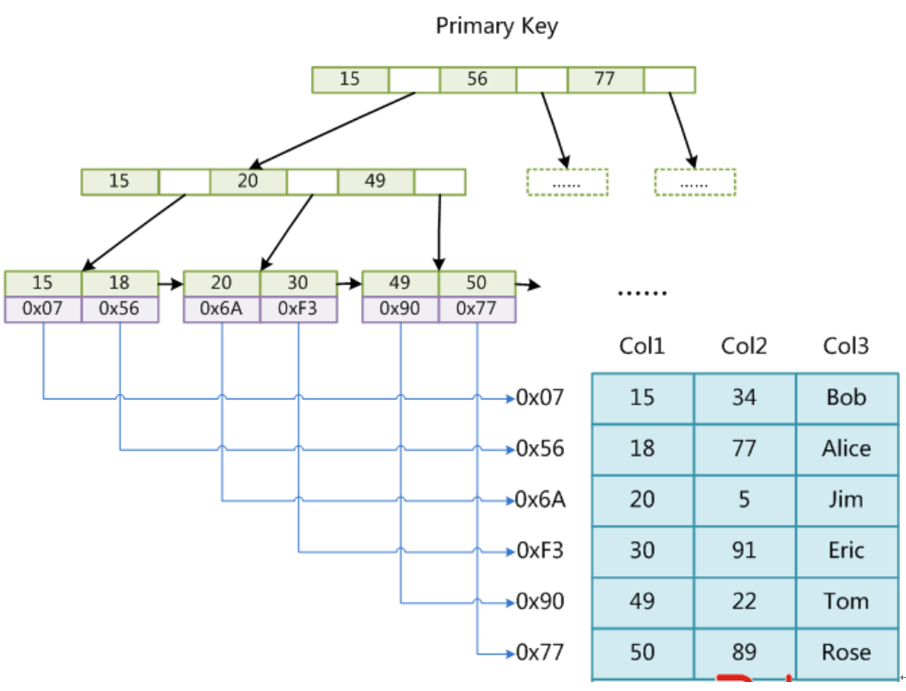 Primary Key
15 56 77
15 20 49
...... ......
15 18 20 30 49 50
0x07 0x56 0x6A 0xF3 0x90 0x77
......
Col1 Col2 Col3
0x07 15 34 Bob
0x56 18 77 Alice
0x6A 20 5 Jim
0xF3 30 91 Eric
0x90 49 22 Tom
0x77 50 89 Rose